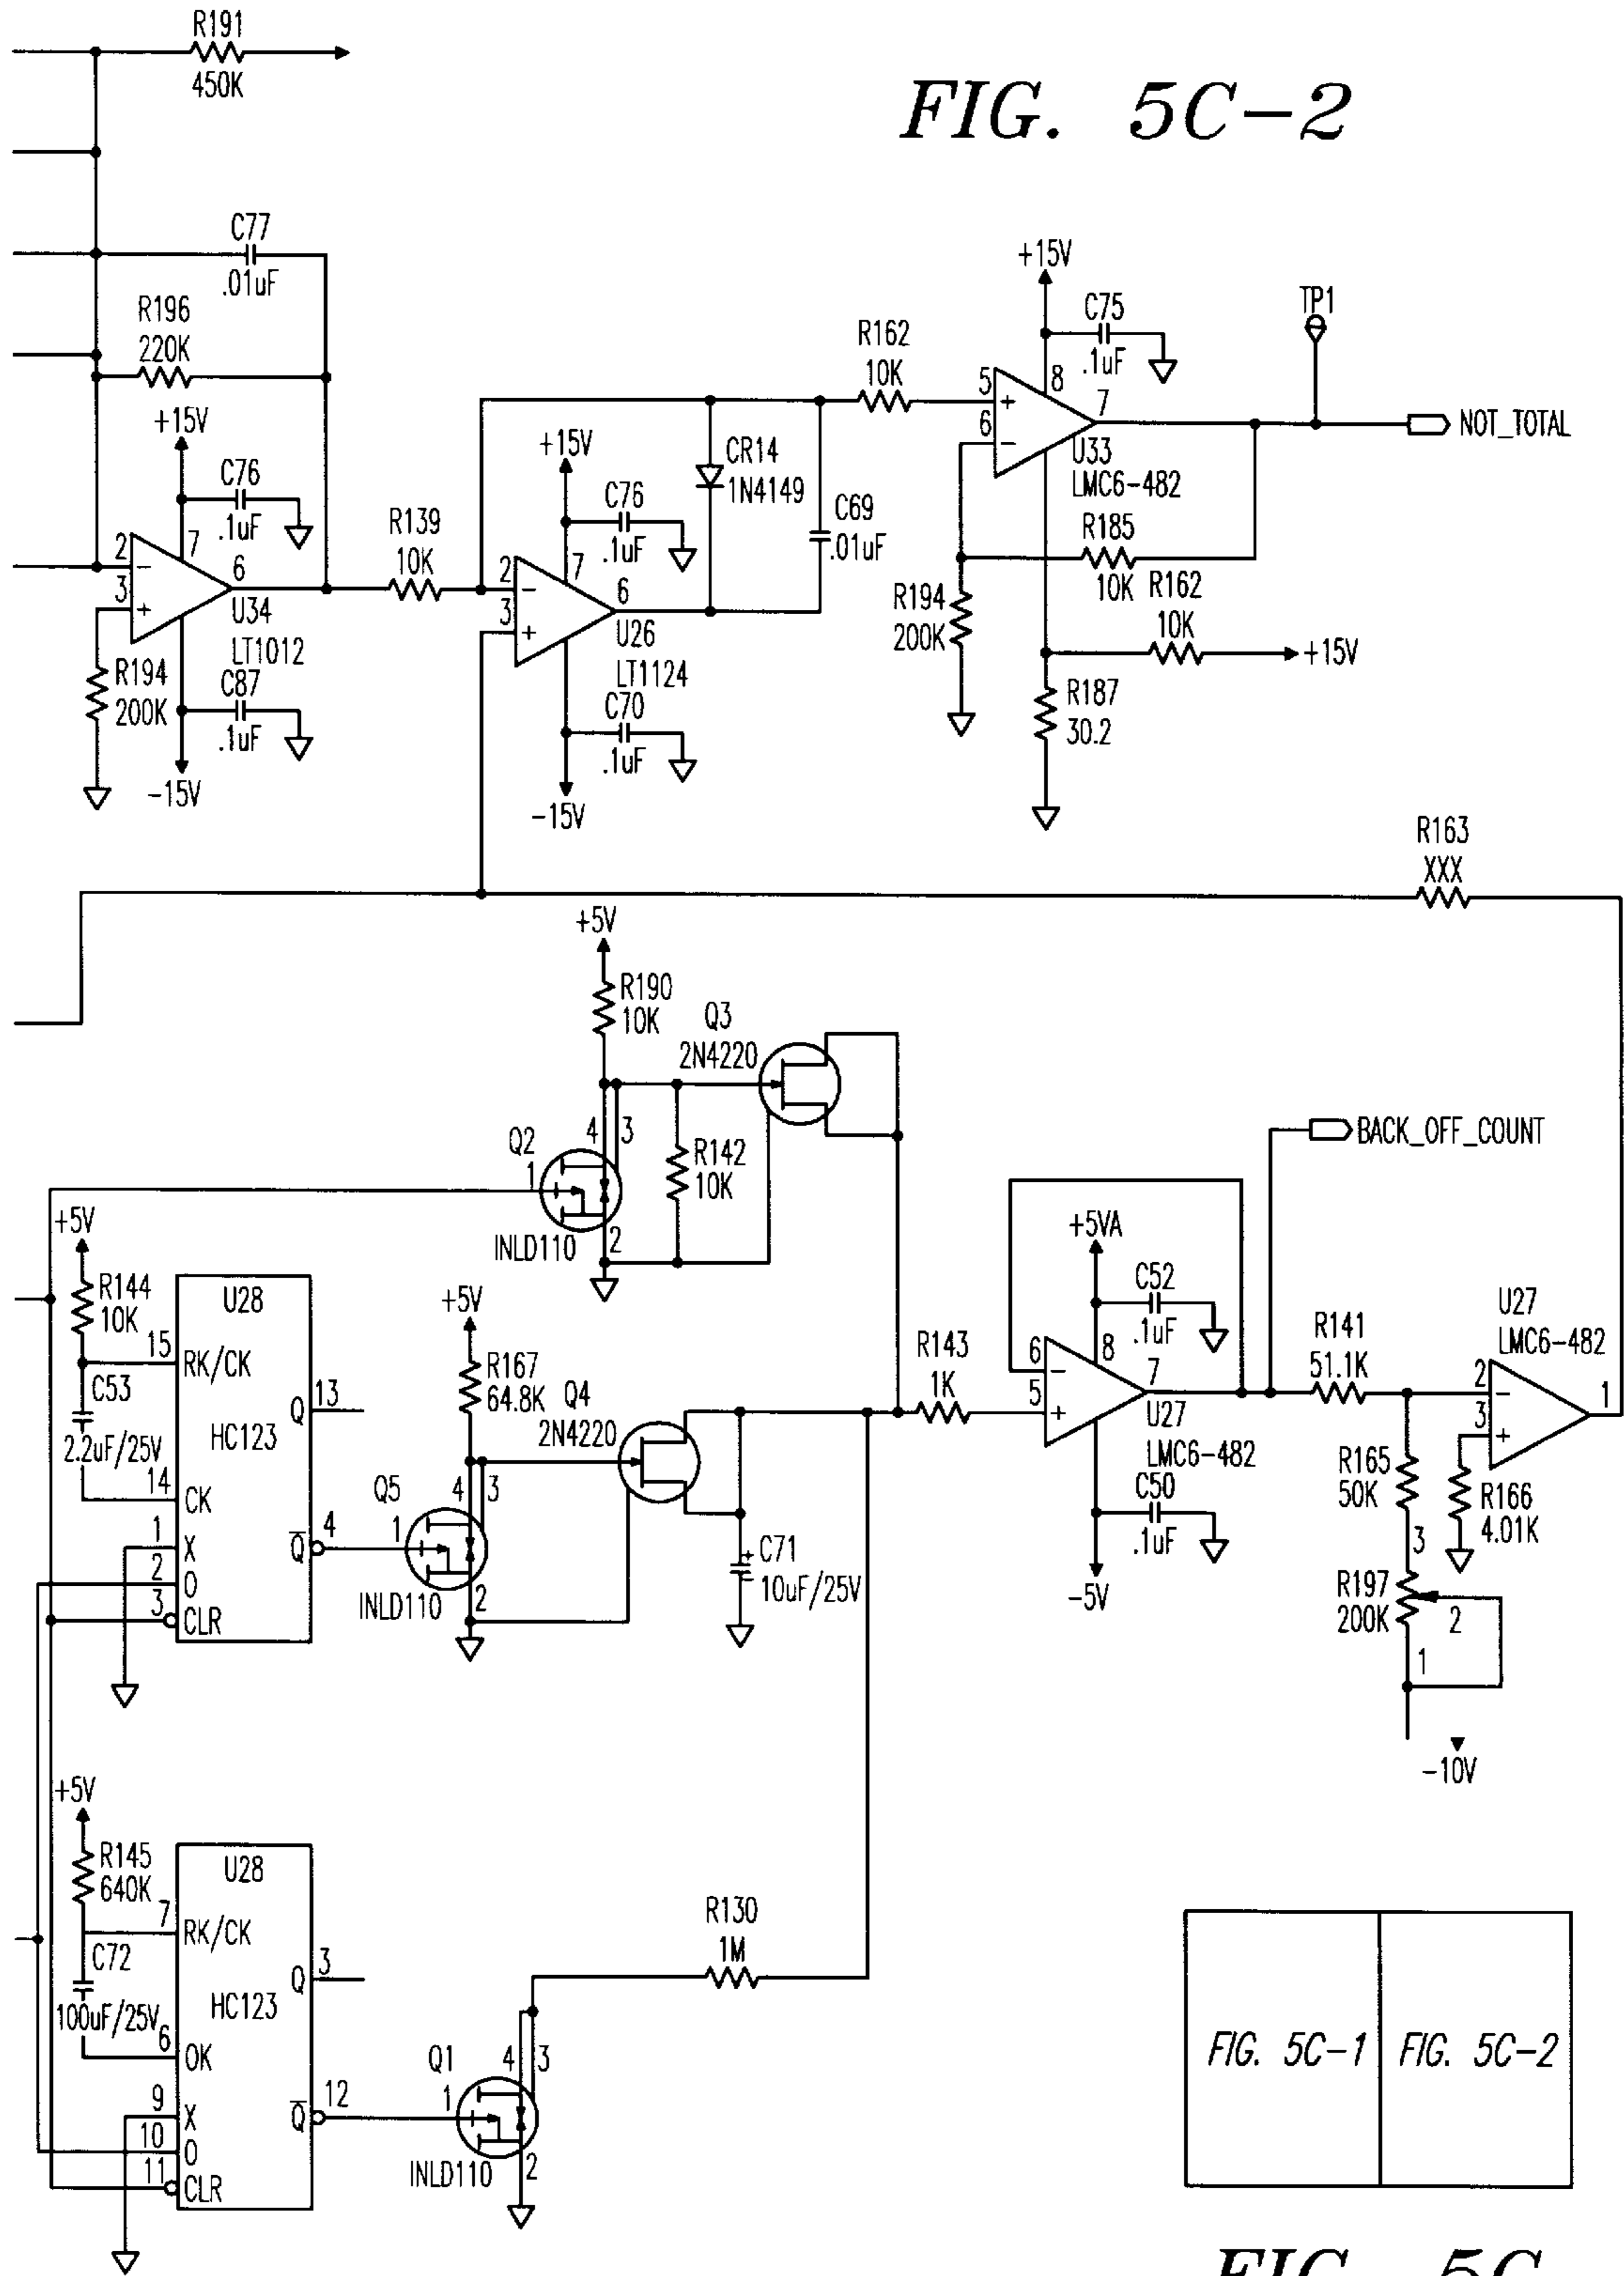 R191
450K
FIG. 5C-2
C77
.01uF
R196
220K
+15V
C76
.1uF
2
-
3
+
7
6
U34
LT1012
R194
200K
C87
.1uF
-15V
R139
10K
+15V
C76
.1uF
2
-
3
+
7
6
U26
LT1124
C70
.1uF
-15V
CR14
1N4149
C69
.01uF
R162
10K
+15V
C75
.1uF
5
+
6
-
8
7
U33
LMC6-482
TP1
NOT_TOTAL
R185
10K
R194
200K
R162
10K
+15V
R187
30.2
R163
XXX
+5V
R190
10K
Q3
2N4220
Q2
4
3
1
2
INLD110
R142
10K
BACK_OFF_COUNT
+5V
R144
10K
15
C53
2.2uF/25V
14
1
2
3
U28
RK/CK
HC123
CK
X
O
CLR
Q
13
Q
4
+5V
R167
64.8K
Q4
2N4220
Q5
4
3
1
2
INLD110
C71
+
10uF/25V
R143
1K
+5VA
C52
.1uF
6
-
5
+
8
7
U27
LMC6-482
C50
.1uF
-5V
R141
51.1K
U27
LMC6-482
2
-
3
+
1
R165
50K
R166
4.01K
3
R197
200K
2
1
-10V
+5V
R145
640K
7
C72
100uF/25V
6
9
10
11
U28
RK/CK
HC123
OK
X
O
CLR
Q
3
Q
12
R130
1M
Q1
4
3
1
2
INLD110
FIG. 5C-1
FIG. 5C-2
FIG. 5C